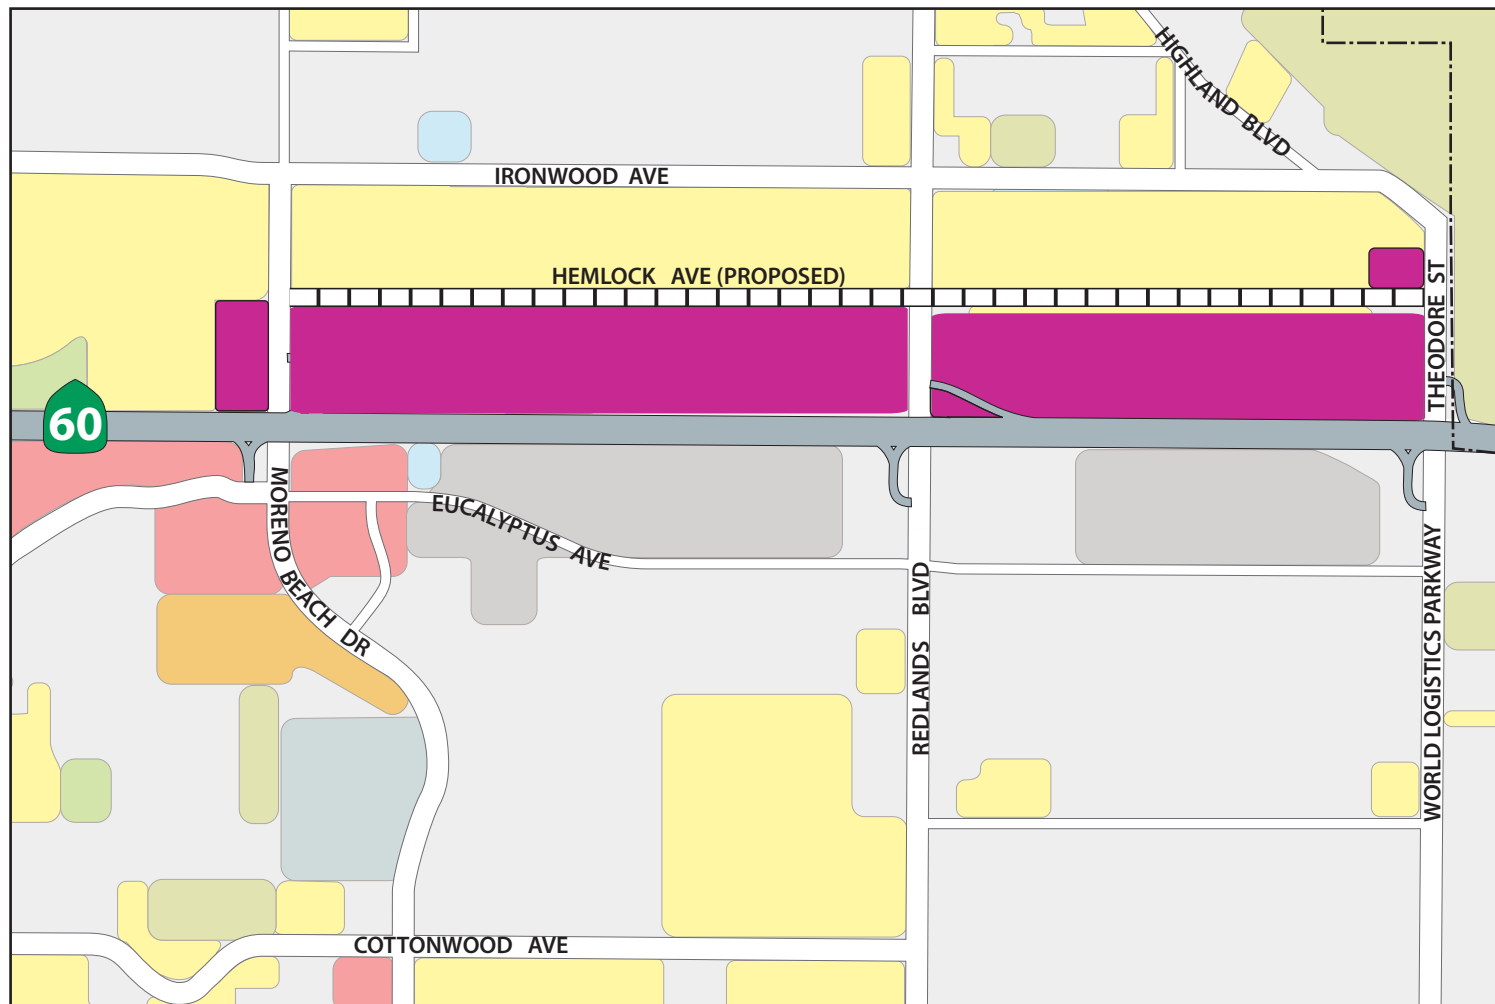 HIGHLAND BLVD
IRONWOOD AVE
HEMLOCK AVE (PROPOSED)
THEODORE ST
60
MORENO BEACH DR
EUCALYPTUS AVE
REDLANDS BLVD
WORLD LOGISTICS PARKWAY
COTTONWOOD AVE